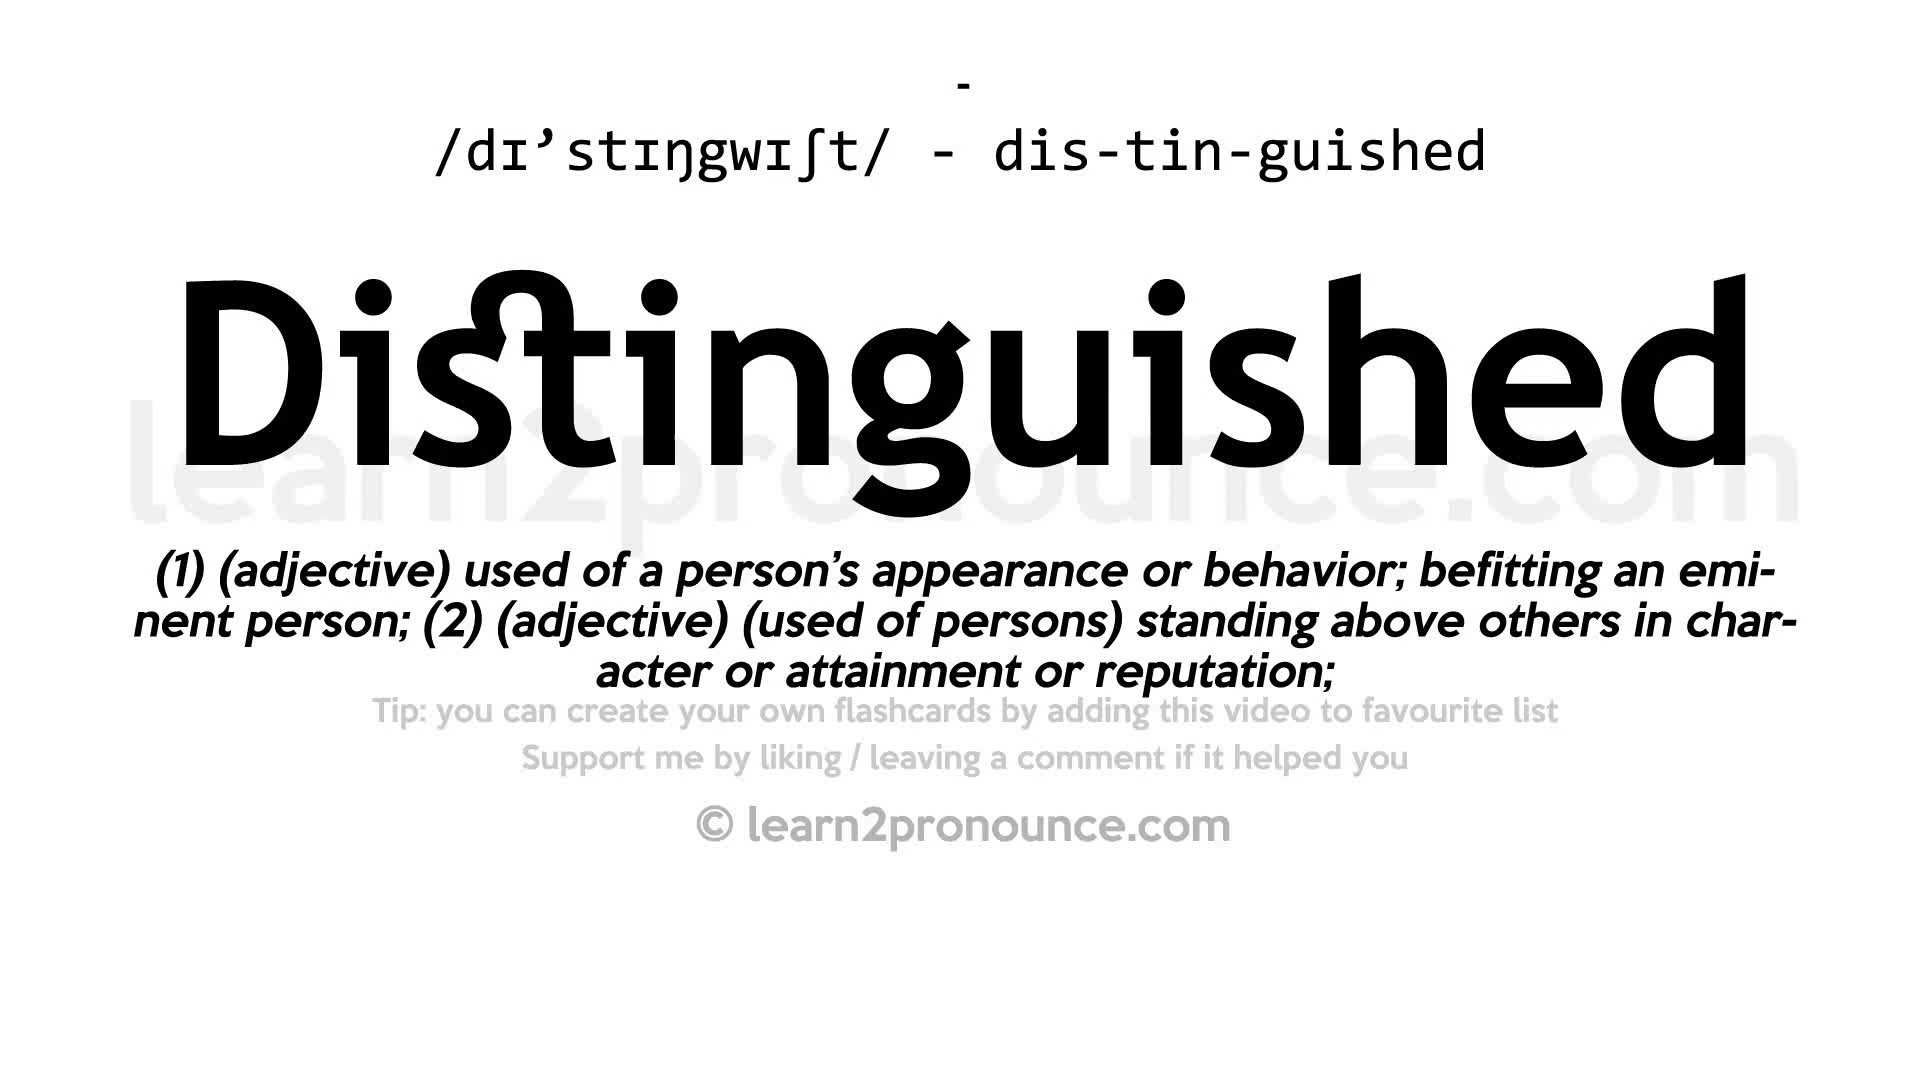 -
/dɪ’stɪŋgwɪʃt/ - dis-tin-guished
Distinguished
learn2pronounce.com
(1) (adjective) used of a person’s appearance or behavior; befitting an emi-
nent person; (2) (adjective) (used of persons) standing above others in char-
acter or attainment or reputation;
Tip: you can create your own flashcards by adding this video to favourite list
Support me by liking / leaving a comment if it helped you
© learn2pronounce.com